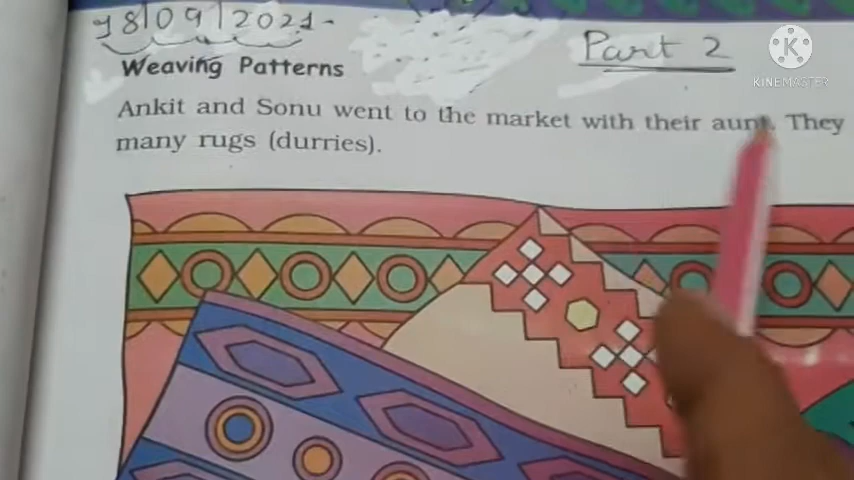 18/09/2021-
Part 2
K
KINEMASTER
Weaving Patterns
Ankit and Sonu went to the market with their aunt. They
many rugs (durries).